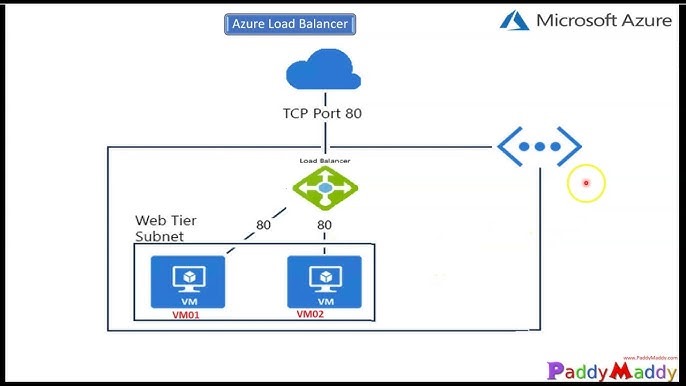 Azure Load Balancer
Microsoft Azure
TCP Port 80
Load Balancer
Web Tier
Subnet
80
80
VM
VM
VM01
VM02
www.PaddyMaddy.com
PaddyMaddy